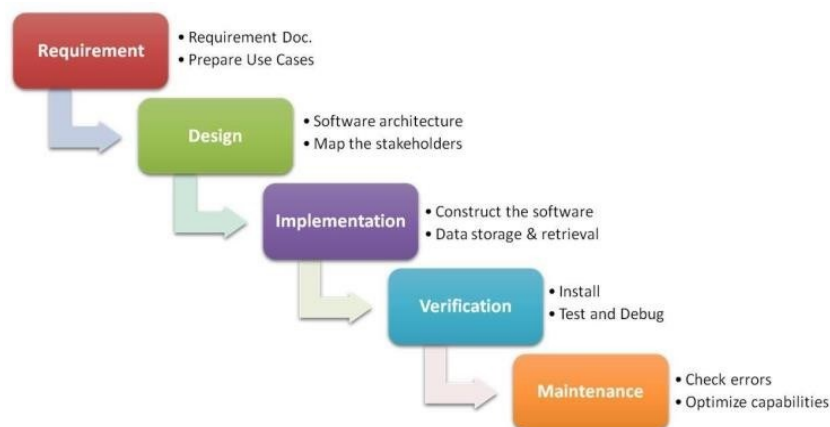 Requirement
• Requirement Doc.
• Prepare Use Cases
Design
• Software architecture
• Map the stakeholders
Implementation
• Construct the software
• Data storage & retrieval
Verification
• Install
• Test and Debug
Maintenance
• Check errors
• Optimize capabilities